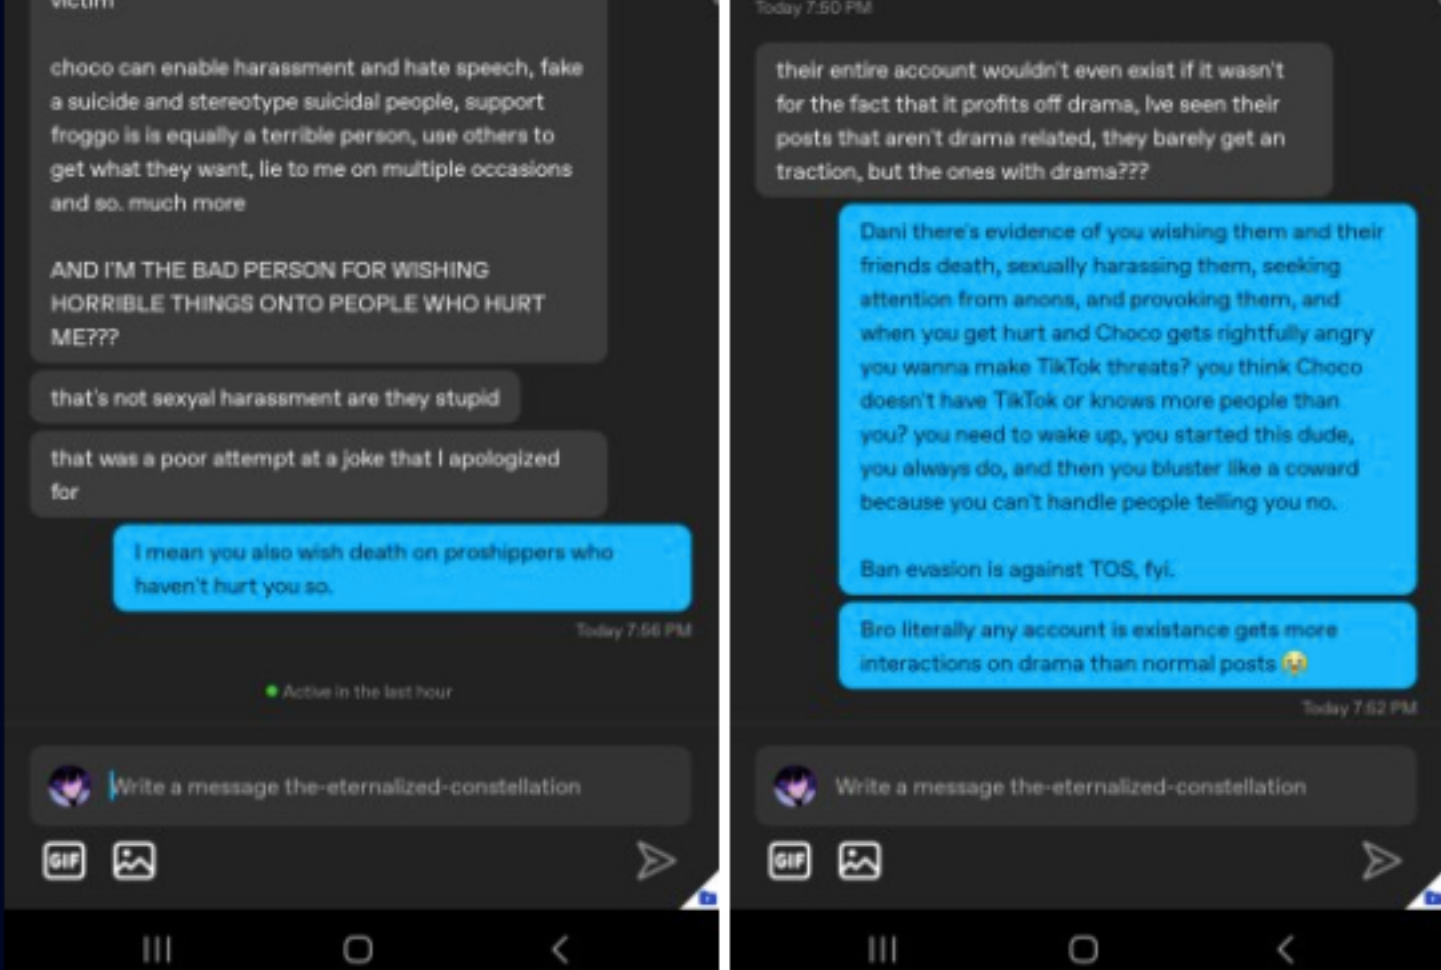 victim
choco can enable harassment and hate speech, fake
a suicide and stereotype suicidal people, support
froggo is is equally a terrible person, use others to
get what they want, lie to me on multiple occasions
and so. much more
AND I'M THE BAD PERSON FOR WISHING
HORRIBLE THINGS ONTO PEOPLE WHO HURT
ME???
that's not sexyal harassment are they stupid
that was a poor attempt at a joke that I apologized
for
I mean you also wish death on proshippers who
haven't hurt you so.
Today 7:56 PM
Active in the last hour
Write a message the-eternalized-constellation
GIF
Today 7:50 PM
their entire account wouldn't even exist if it wasn't
for the fact that it profits off drama, Ive seen their
posts that aren't drama related, they barely get an
traction, but the ones with drama???
Dani there's evidence of you wishing them and their
friends death, sexually harassing them, seeking
attention from anons, and provoking them, and
when you get hurt and Choco gets rightfully angry
you wanna make TikTok threats? you think Choco
doesn't have TikTok or knows more people than
you? you need to wake up, you started this dude,
you always do, and then you bluster like a coward
because you can't handle people telling you no.
Ban evasion is against TOS, fyi.
Bro literally any account is existance gets more
interactions on drama than normal posts 😭
Today 7:52 PM
Write a message the-eternalized-constellation
GIF